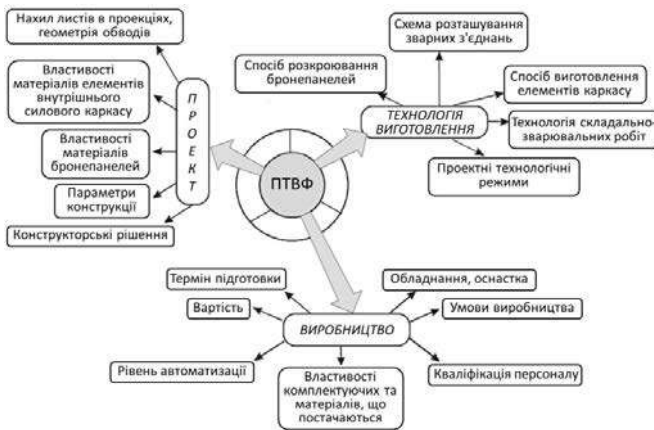 Нахил листів в проекціях,
геометрія обводів
Властивості
матеріалів елементів
внутрішнього
силового каркасу
Властивості
матеріалів
бронепанелей
Параметри
конструкції
Конструкторські рішення
ПРОЕКТ
ПТВФ
Схема розташування
зварних з'єднань
Спосіб розкроювання
бронепанелей
Спосіб виготовлення
елементів каркасу
ТЕХНОЛОГІЯ
ВИГОТОВЛЕННЯ
Технологія складально-
зварювальних робіт
Проектні технологічні
режими
Термін підготовки
Обладнання, оснастка
Вартість
Умови виробництва
ВИРОБНИЦТВО
Рівень автоматизації
Кваліфікація персоналу
Властивості
комплектуючих та
матеріалів, що
постачаються